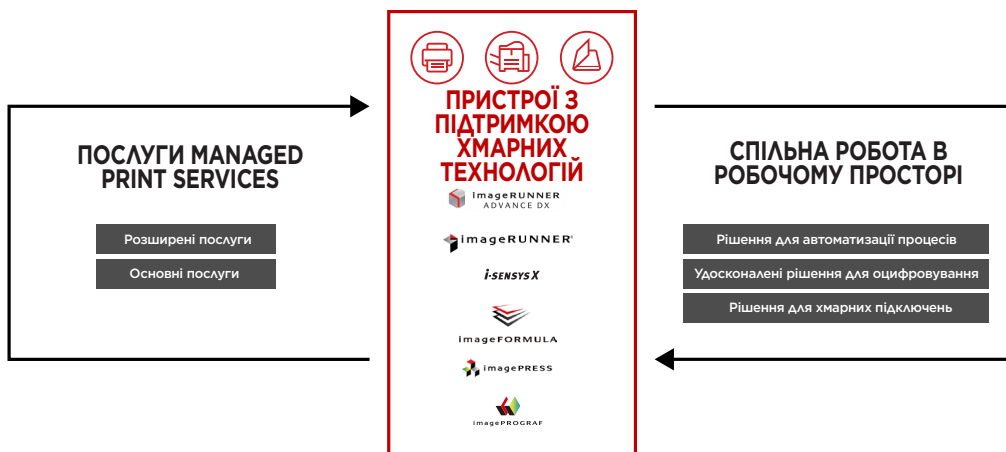 ПОСЛУГИ MANAGED
PRINT SERVICES
Розширені послуги
Основні послуги
ПРИСТРОЇ З
ПІДТРИМКОЮ
ХМАРНИХ
ТЕХНОЛОГІЙ
imageRUNNER
ADVANCE DX
imageRUNNER®
i-SENSYS X
imageFORMULA
imagePRESS
imagePROGRAF
СПІЛЬНА РОБОТА В
РОБОЧОМУ ПРОСТОРІ
Рішення для автоматизації процесів
Удосконалені рішення для оцифровування
Рішення для хмарних підключень